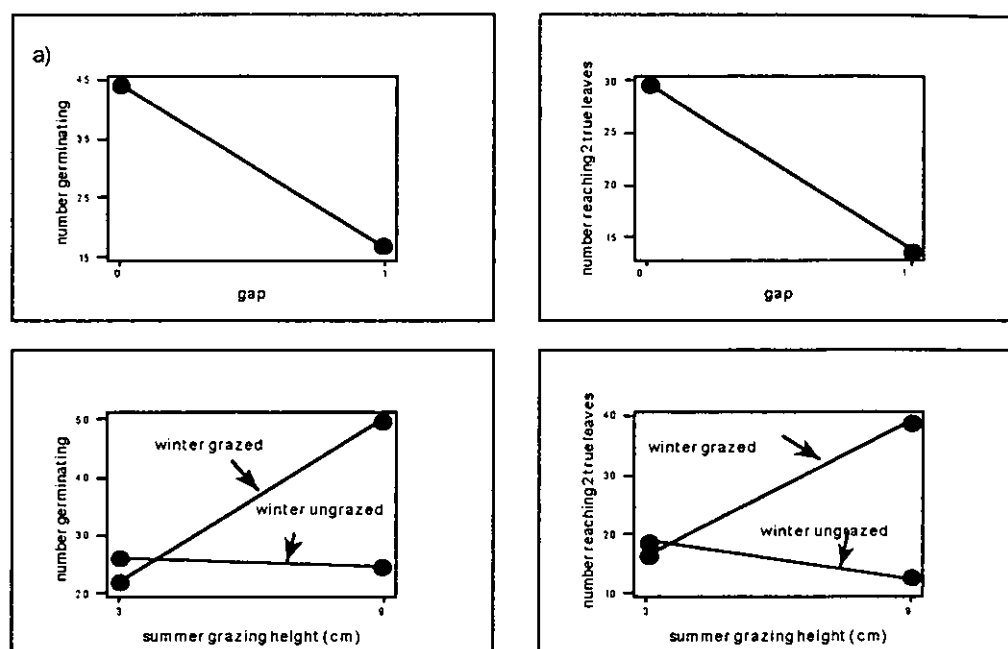 a)
number germinating
45
35
25
15
0
1
gap
number reaching 2 true leaves
30
25
20
15
0
1
gap
number germinating
50
40
30
20
winter grazed
winter ungrazed
3
9
summer grazing height (cm)
number reaching 2 true leaves
40
30
20
10
winter grazed
winter ungrazed
3
9
summer grazing height (cm)